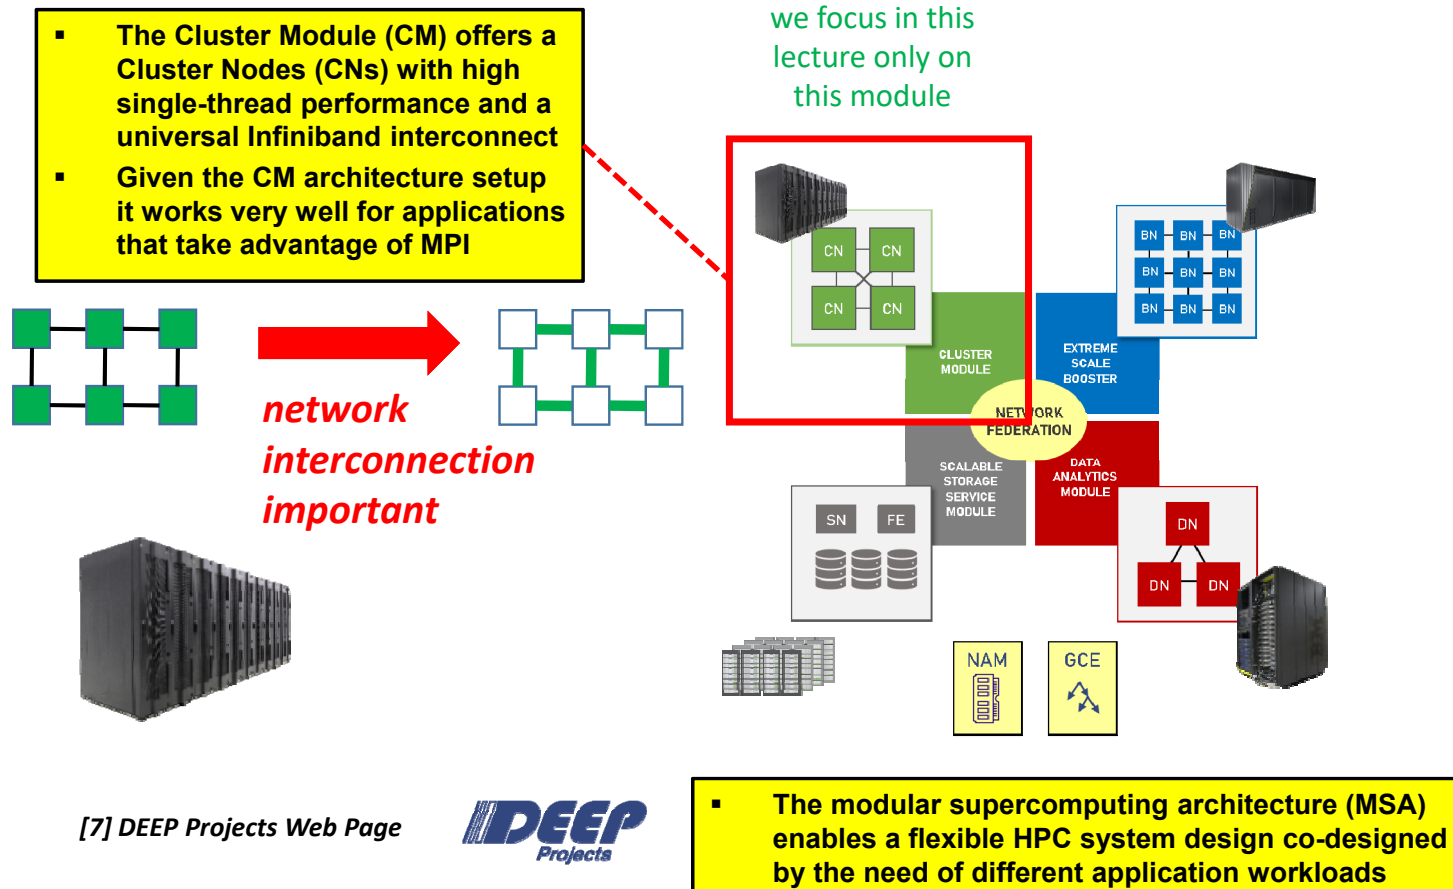 ▪ The Cluster Module (CM) offers a
Cluster Nodes (CNs) with high
single-thread performance and a
universal Infiniband interconnect
▪ Given the CM architecture setup
it works very well for applications
that take advantage of MPI
we focus in this
lecture only on
this module
network
interconnection
important
CN CN
CN CN
BN BN BN
BN BN BN
BN BN BN
CLUSTER
MODULE
EXTREME
SCALE
BOOSTER
NETWORK
FEDERATION
SCALABLE
STORAGE
SERVICE
MODULE
DATA
ANALYTICS
MODULE
SN FE
DN
DN DN
NAM
GCE
[7] DEEP Projects Web Page
DEEP
Projects
▪ The modular supercomputing architecture (MSA)
enables a flexible HPC system design co-designed
by the need of different application workloads